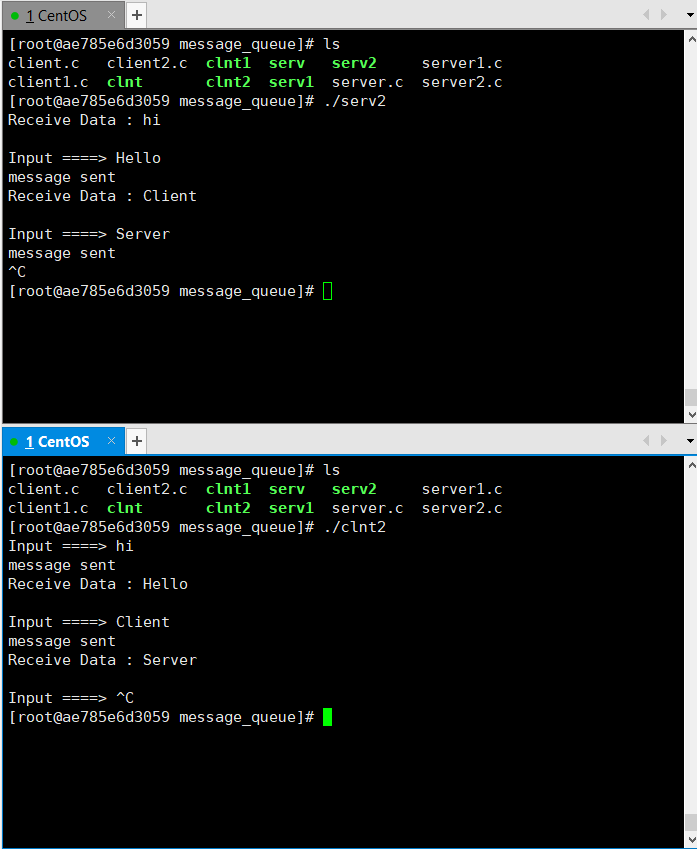 1 CentOS × +
[root@ae785e6d3059 message_queue]# ls
client.c client2.c clnt1 serv serv2 server1.c
client1.c clnt clnt2 serv1 server.c server2.c
[root@ae785e6d3059 message_queue]# ./serv2
Receive Data : hi
Input ====> Hello
message sent
Receive Data : Client
Input ====> Server
message sent
^C
[root@ae785e6d3059 message_queue]#
1 CentOS × +
[root@ae785e6d3059 message_queue]# ls
client.c client2.c clnt1 serv serv2 server1.c
client1.c clnt clnt2 serv1 server.c server2.c
[root@ae785e6d3059 message_queue]# ./clnt2
Input ====> hi
message sent
Receive Data : Hello
Input ====> Client
message sent
Receive Data : Server
Input ====> ^C
[root@ae785e6d3059 message_queue]#